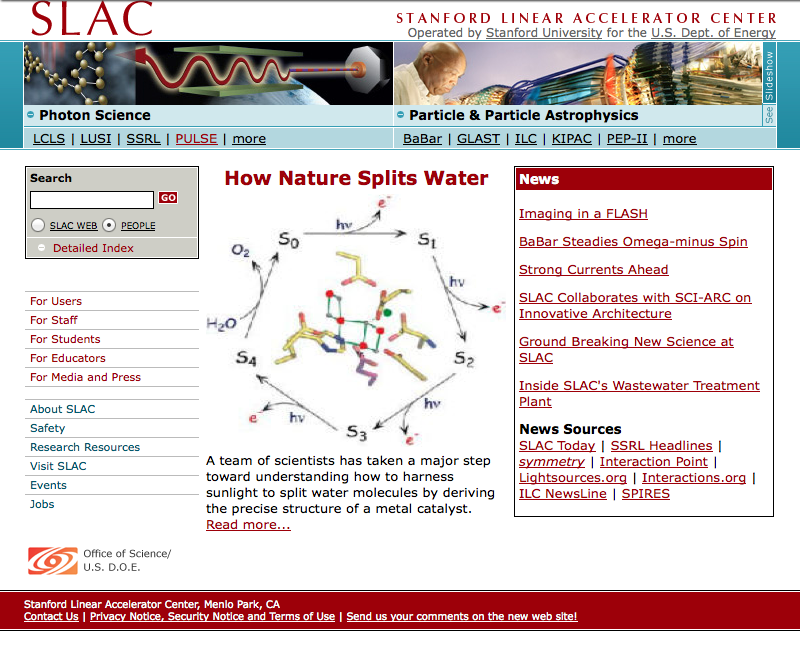 SLAC
STANFORD LINEAR ACCELERATOR CENTER
Operated by Stanford University for the U.S. Dept. of Energy
See Slideshow
Photon Science
LCLS | LUSI | SSRL | PULSE | more
Particle & Particle Astrophysics
BaBar | GLAST | ILC | KIPAC | PEP-II | more
Search
GO
SLAC WEB PEOPLE
Detailed Index
For Users
For Staff
For Students
For Educators
For Media and Press
About SLAC
Safety
Research Resources
Visit SLAC
Events
Jobs
Office of Science/
U.S. D.O.E.
How Nature Splits Water
e-
hν
S0
S1
O2
hν
e-
H2O
S4
S2
e-
hν
hν
S3
e-
A team of scientists has taken a major step
toward understanding how to harness
sunlight to split water molecules by deriving
the precise structure of a metal catalyst.
Read more...
News
Imaging in a FLASH
BaBar Steadies Omega-minus Spin
Strong Currents Ahead
SLAC Collaborates with SCI-ARC on
Innovative Architecture
Ground Breaking New Science at
SLAC
Inside SLAC's Wastewater Treatment
Plant
News Sources
SLAC Today | SSRL Headlines |
symmetry | Interaction Point |
Lightsources.org | Interactions.org |
ILC NewsLine | SPIRES
Stanford Linear Accelerator Center, Menlo Park, CA
Contact Us | Privacy Notice, Security Notice and Terms of Use | Send us your comments on the new web site!